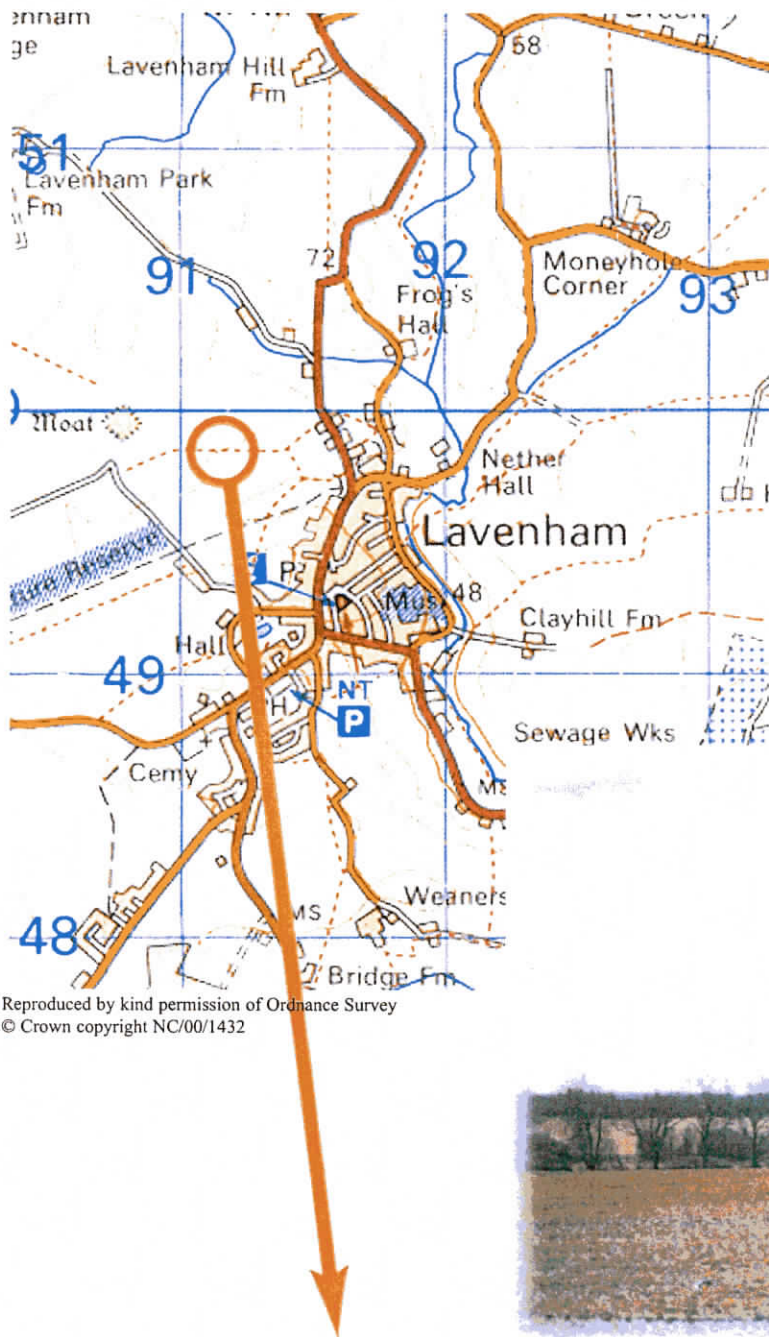 Lavenham Hill
Fm
58
51
Lavenham Park
Fm
72
92
91
Frog's
Hall
Moneyhole
Corner
93
Moat
Nether
Hall
Lavenham
48
Clayhill Fm
Hall
49
NT
P
H
Sewage Wks
Cemy
Weaners
48
MS
Bridge Fm
Reproduced by kind permission of Ordnance Survey
© Crown copyright NC/00/1432